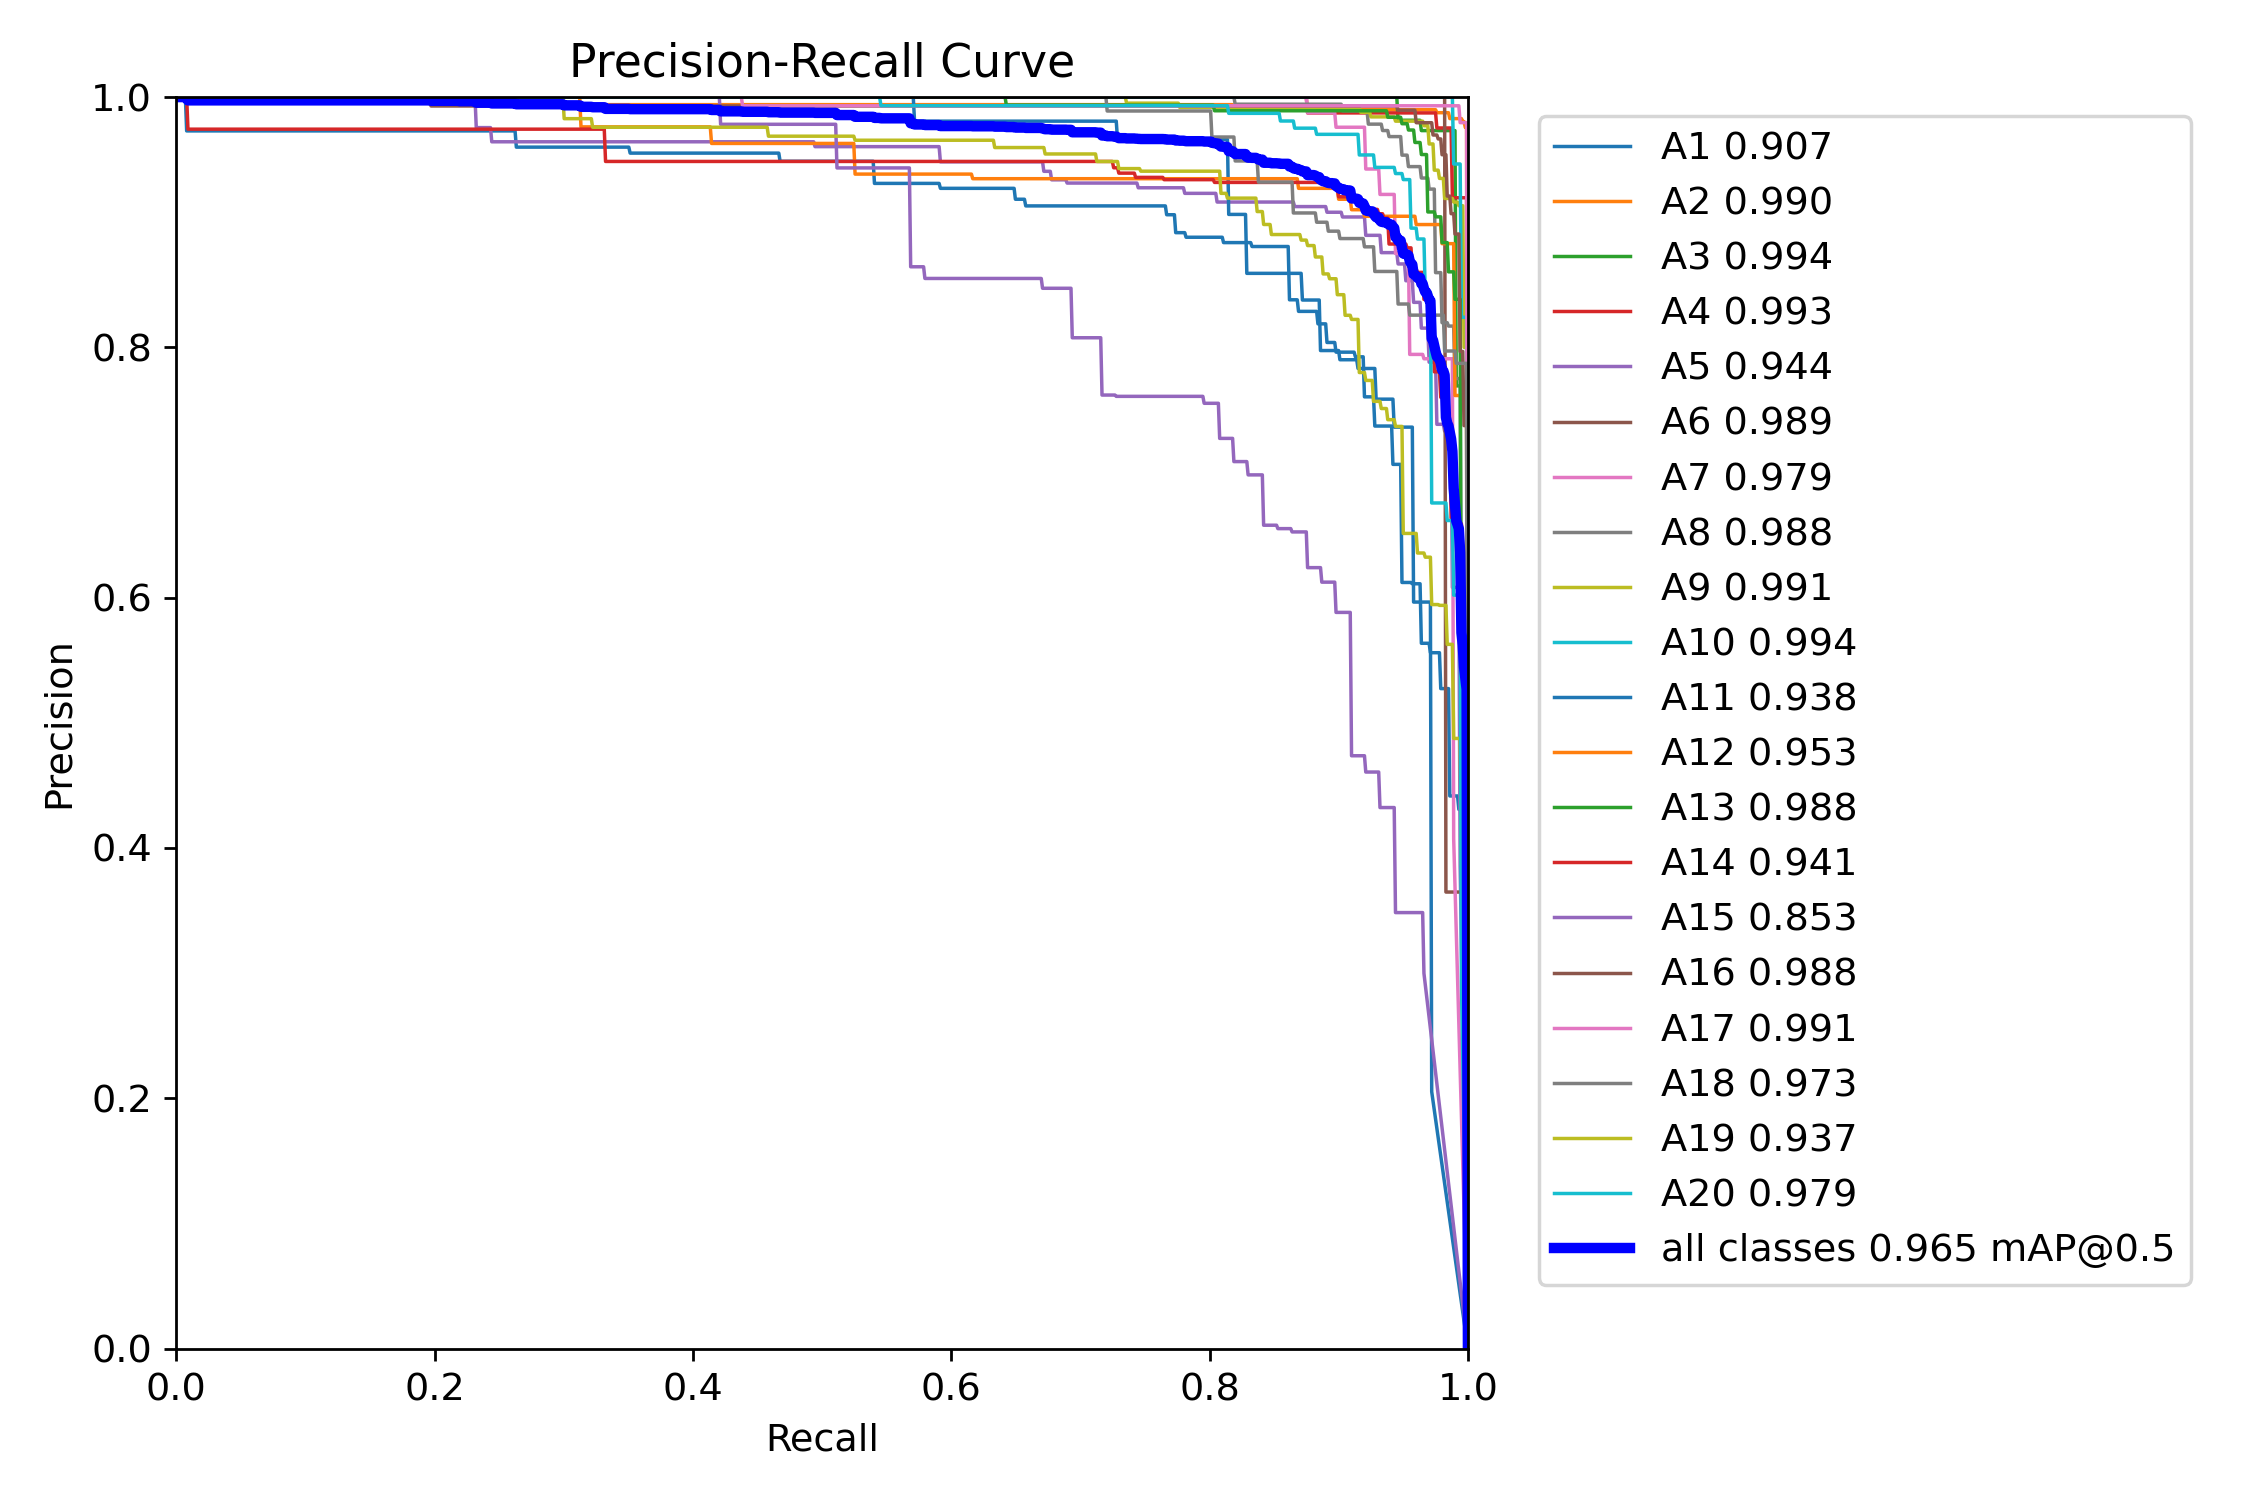 Precision-Recall Curve
1.0
0.8
0.6
0.4
0.2
0.0
Precision
0.0 0.2 0.4 0.6 0.8 1.0
Recall
A1 0.907
A2 0.990
A3 0.994
A4 0.993
A5 0.944
A6 0.989
A7 0.979
A8 0.988
A9 0.991
A10 0.994
A11 0.938
A12 0.953
A13 0.988
A14 0.941
A15 0.853
A16 0.988
A17 0.991
A18 0.973
A19 0.937
A20 0.979
all classes 0.965 mAP@0.5